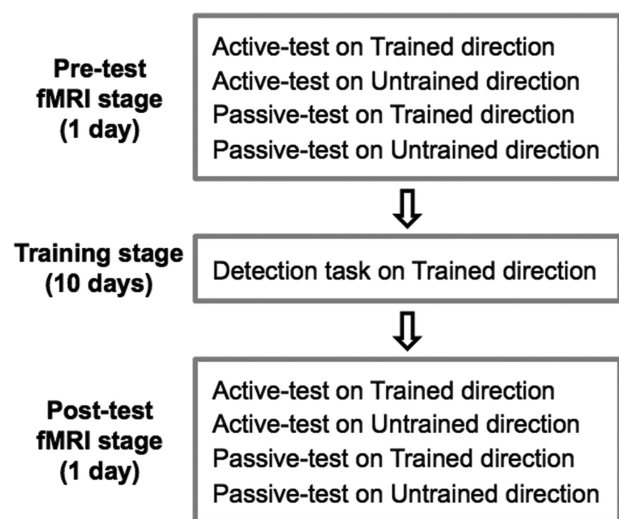 Pre-test
fMRI stage
(1 day)
Active-test on Trained direction
Active-test on Untrained direction
Passive-test on Trained direction
Passive-test on Untrained direction
Training stage
(10 days)
Detection task on Trained direction
Post-test
fMRI stage
(1 day)
Active-test on Trained direction
Active-test on Untrained direction
Passive-test on Trained direction
Passive-test on Untrained direction